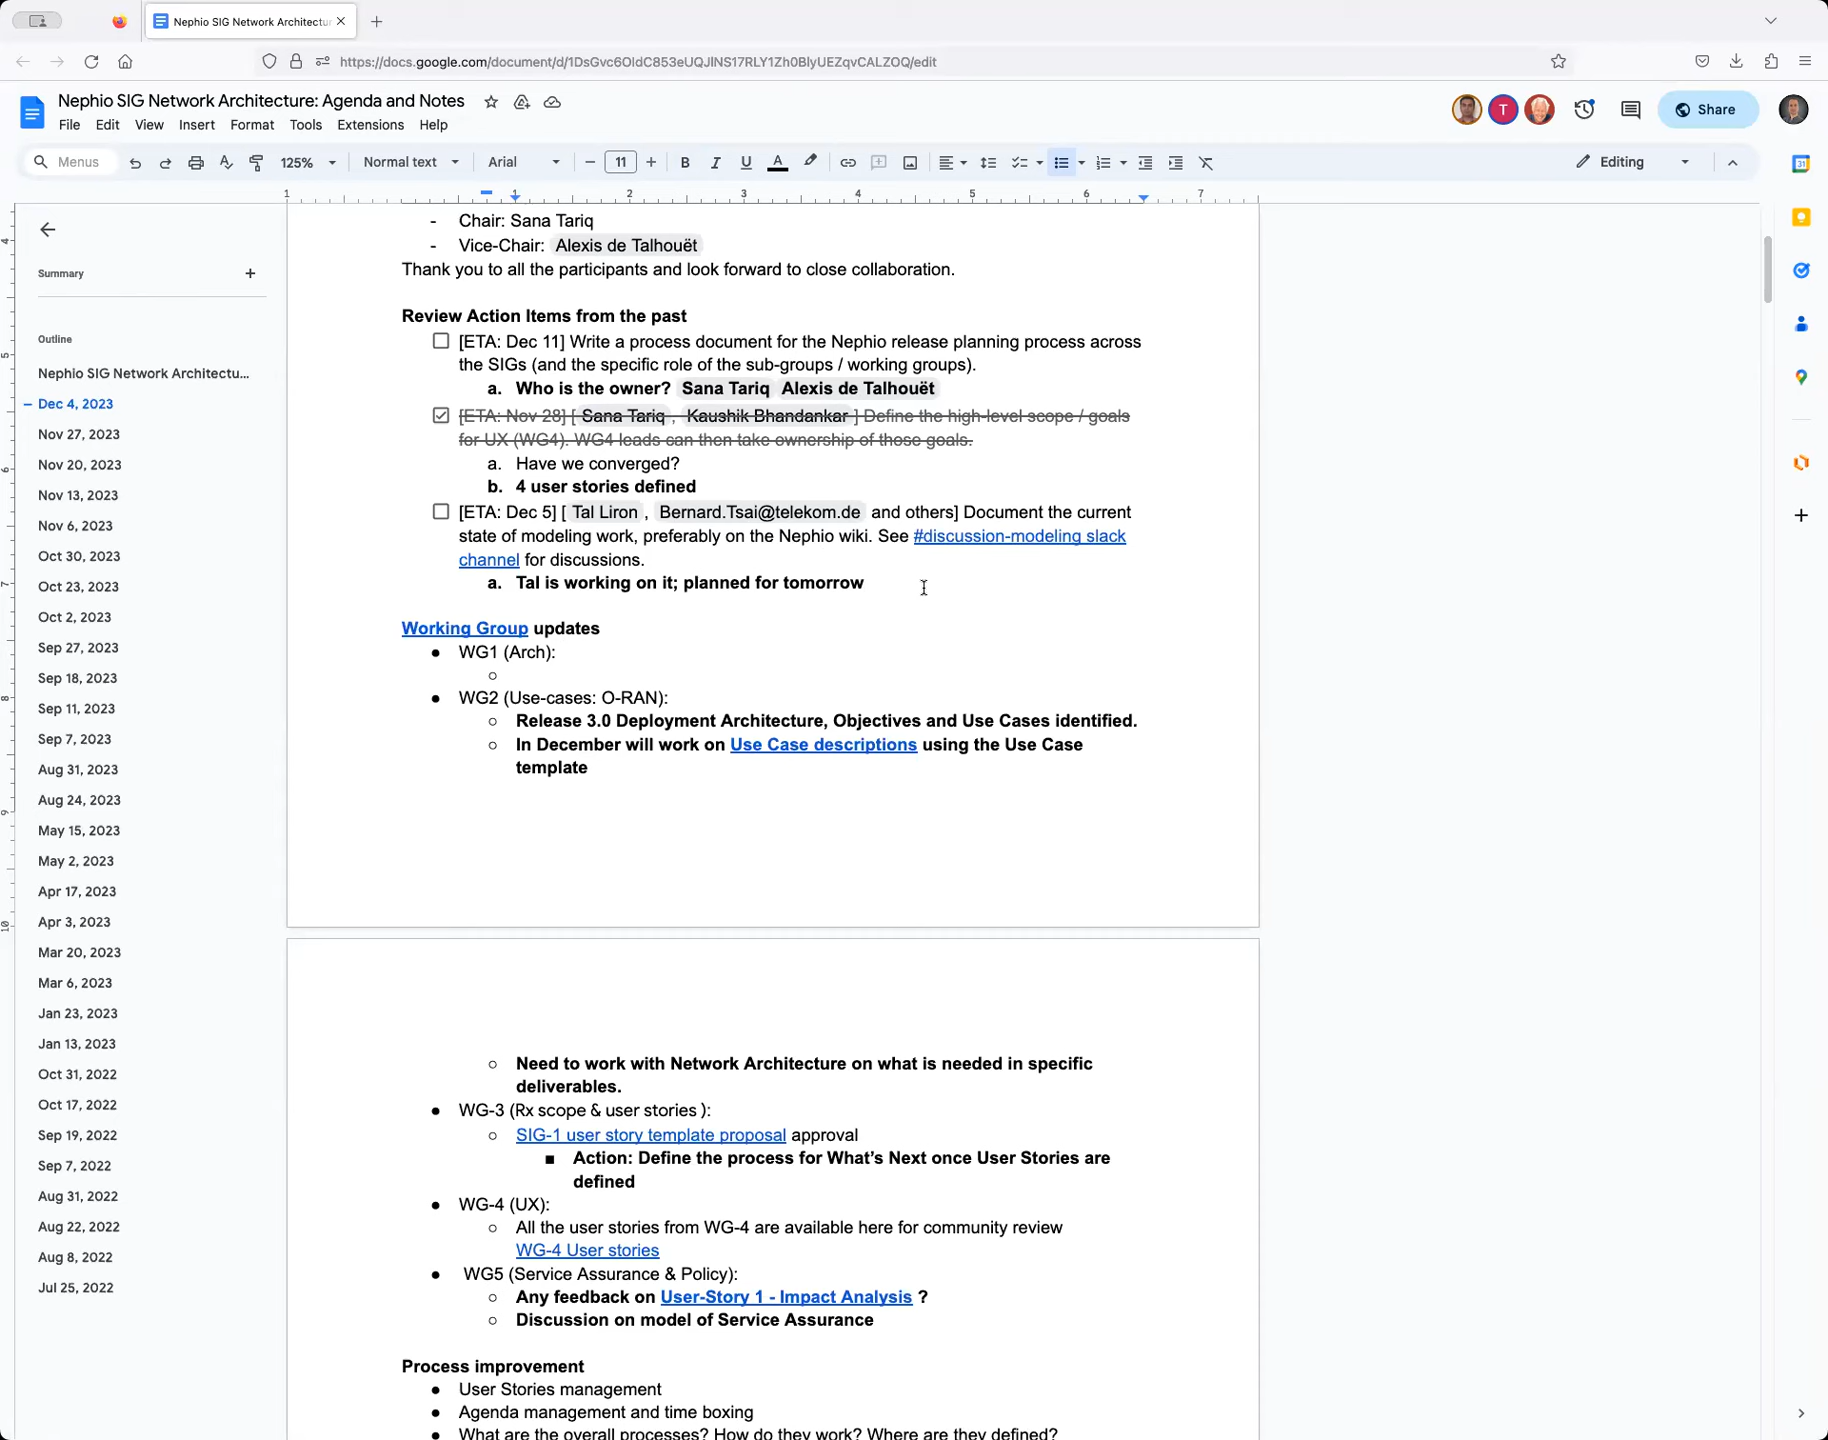 Nephio SIG Network Architectur
https://docs.google.com/document/d/1DsGvc6OldC853eUQJlNS17RLY1Zh0BlyUEZqvCALZOQ/edit
Nephio SIG Network Architecture: Agenda and Notes
File Edit View Insert Format Tools Extensions Help
T
Share
Menus 125% Normal text Arial 11 B I U A Editing
1 1 2 3 4 5 6 7
31
4
5
6
7
8
9
10
Summary
Outline
Nephio SIG Network Architectu...
Dec 4, 2023
Nov 27, 2023
Nov 20, 2023
Nov 13, 2023
Nov 6, 2023
Oct 30, 2023
Oct 23, 2023
Oct 2, 2023
Sep 27, 2023
Sep 18, 2023
Sep 11, 2023
Sep 7, 2023
Aug 31, 2023
Aug 24, 2023
May 15, 2023
May 2, 2023
Apr 17, 2023
Apr 3, 2023
Mar 20, 2023
Mar 6, 2023
Jan 23, 2023
Jan 13, 2023
Oct 31, 2022
Oct 17, 2022
Sep 19, 2022
Sep 7, 2022
Aug 31, 2022
Aug 22, 2022
Aug 8, 2022
Jul 25, 2022
- Chair: Sana Tariq
- Vice-Chair: Alexis de Talhouët
Thank you to all the participants and look forward to close collaboration.
Review Action Items from the past
[ETA: Dec 11] Write a process document for the Nephio release planning process across
the SIGs (and the specific role of the sub-groups / working groups).
a. Who is the owner? Sana Tariq Alexis de Talhouët
[ETA: Nov 28] [ Sana Tariq , Kaushik Bhandankar ] Define the high-level scope / goals
for UX (WG4). WG4 leads can then take ownership of those goals.
a. Have we converged?
b. 4 user stories defined
[ETA: Dec 5] [ Tal Liron , Bernard.Tsai@telekom.de and others] Document the current
state of modeling work, preferably on the Nephio wiki. See #discussion-modeling slack
channel for discussions.
a. Tal is working on it; planned for tomorrow
Working Group updates
● WG1 (Arch):
○
● WG2 (Use-cases: O-RAN):
○ Release 3.0 Deployment Architecture, Objectives and Use Cases identified.
○ In December will work on Use Case descriptions using the Use Case
template
○ Need to work with Network Architecture on what is needed in specific
deliverables.
● WG-3 (Rx scope & user stories ):
○ SIG-1 user story template proposal approval
■ Action: Define the process for What's Next once User Stories are
defined
● WG-4 (UX):
○ All the user stories from WG-4 are available here for community review
WG-4 User stories
● WG5 (Service Assurance & Policy):
○ Any feedback on User-Story 1 - Impact Analysis ?
○ Discussion on model of Service Assurance
Process improvement
● User Stories management
● Agenda management and time boxing
● What are the overall processes? How do they work? Where are they defined?